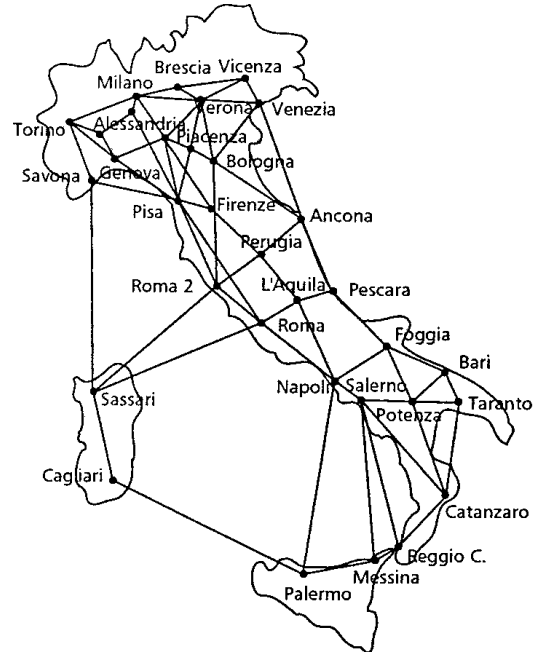 Brescia
Vicenza
Milano
Verona
Venezia
Torino
Alessandria
Piacenza
Bologna
Savona
Genova
Pisa
Firenze
Ancona
Perugia
Roma 2
L'Aquila
Pescara
Roma
Foggia
Bari
Sassari
Napoli
Salerno
Potenza
Taranto
Cagliari
Catanzaro
Reggio C.
Messina
Palermo